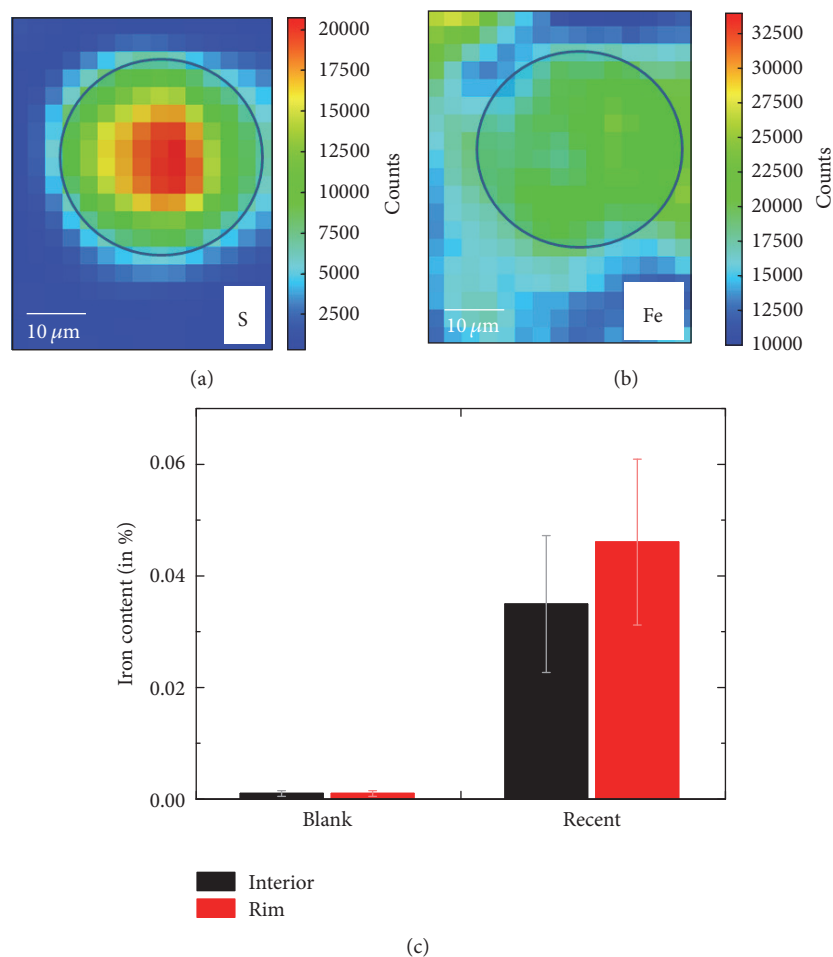 20000
17500
15000
12500
10000
7500
5000
2500
Counts
S
10 μm
(a)
32500
30000
27500
25000
22500
20000
17500
15000
12500
10000
Counts
Fe
10 μm
(b)
Iron content (in %)
0.06
0.04
0.02
0.00
Blank Recent
Interior
Rim
(c)